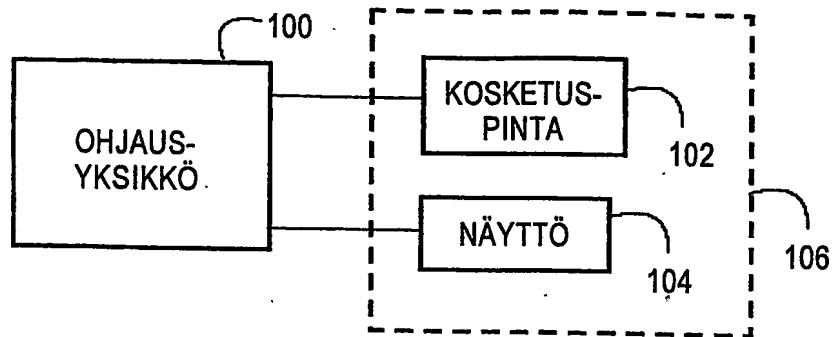 100
OHJAUS-
YKSIKKÖ
KOSKETUS-
PINTA
102
NÄYTTÖ
104
106